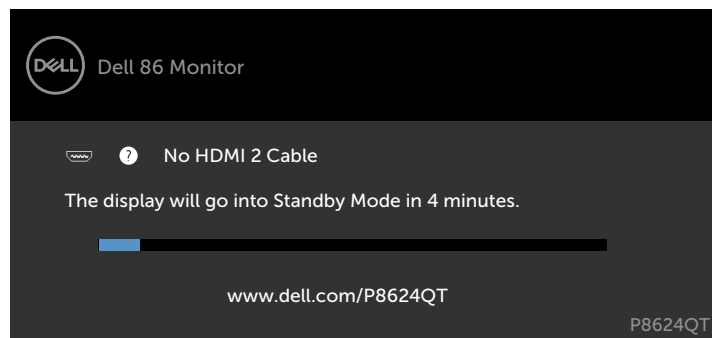 DELL Dell 86 Monitor
? No HDMI 2 Cable
The display will go into Standby Mode in 4 minutes.
www.dell.com/P8624QT
P8624QT